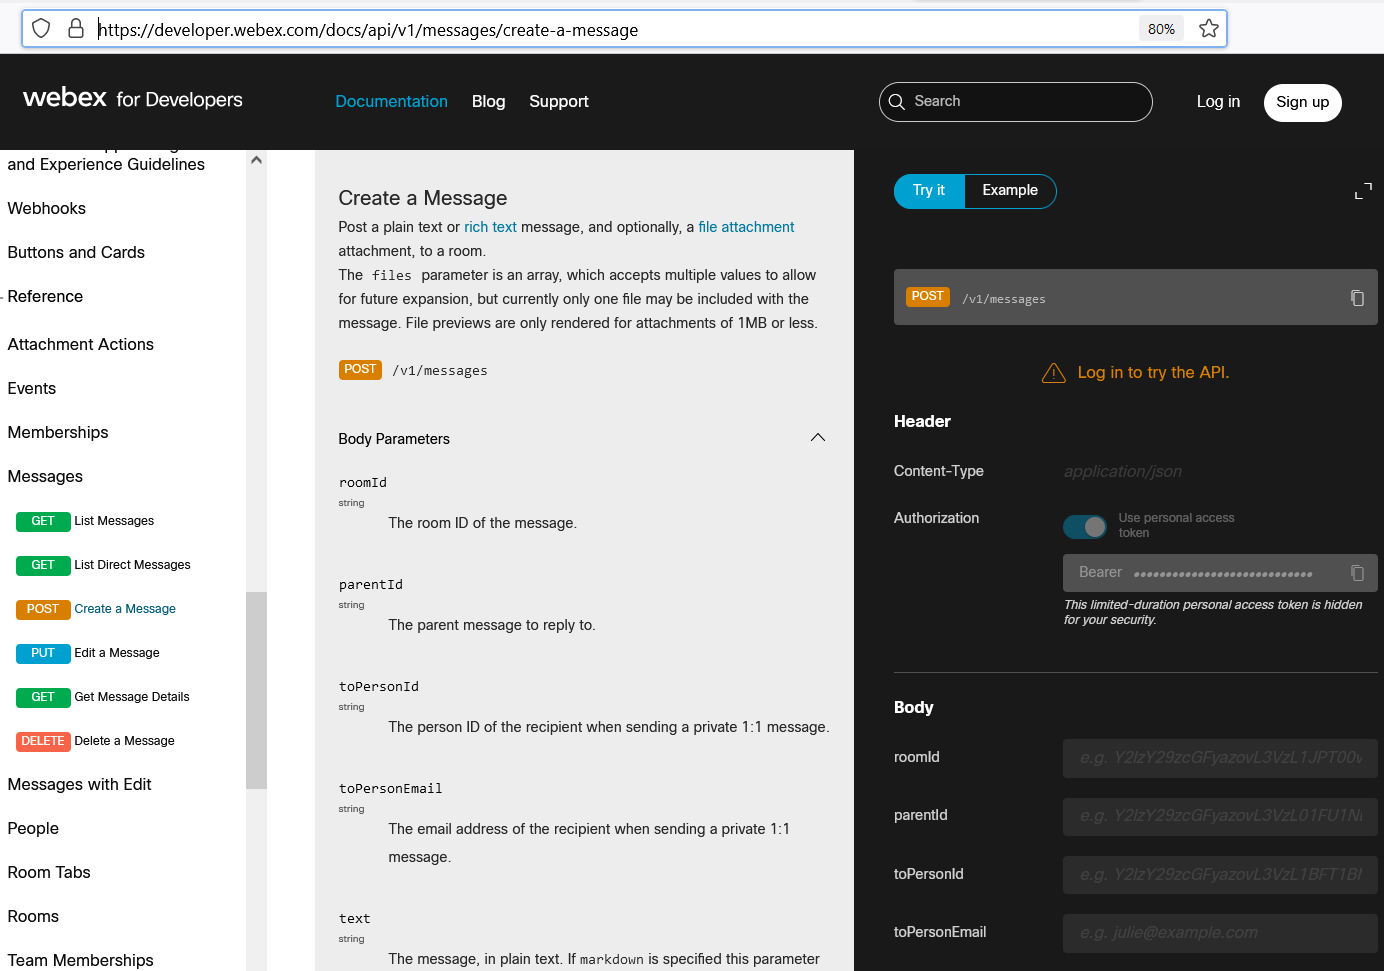 https://developer.webex.com/docs/api/v1/messages/create-a-message
80%
webex for Developers
Documentation
Blog
Support
Search
Log in
Sign up
and Experience Guidelines
Webhooks
Buttons and Cards
Reference
Attachment Actions
Events
Memberships
Messages
GET List Messages
GET List Direct Messages
POST Create a Message
PUT Edit a Message
GET Get Message Details
DELETE Delete a Message
Messages with Edit
People
Room Tabs
Rooms
Team Memberships
Create a Message
Post a plain text or rich text message, and optionally, a file attachment
attachment, to a room.
The files parameter is an array, which accepts multiple values to allow
for future expansion, but currently only one file may be included with the
message. File previews are only rendered for attachments of 1MB or less.
POST /v1/messages
Body Parameters
roomId
string
The room ID of the message.
parentId
string
The parent message to reply to.
toPersonId
string
The person ID of the recipient when sending a private 1:1 message.
toPersonEmail
string
The email address of the recipient when sending a private 1:1
message.
text
string
The message, in plain text. If markdown is specified this parameter
Try it
Example
POST /v1/messages
Log in to try the API.
Header
Content-Type
application/json
Authorization
Use personal access
token
Bearer ••••••••••••••••••••••••••••
This limited-duration personal access token is hidden
for your security.
Body
roomId
e.g. Y2lzY29zcGFyazovL3VzL1JPT00v
parentId
e.g. Y2lzY29zcGFyazovL3VzL01FU1N
toPersonId
e.g. Y2lzY29zcGFyazovL3VzL1BFT1B
toPersonEmail
e.g. julie@example.com